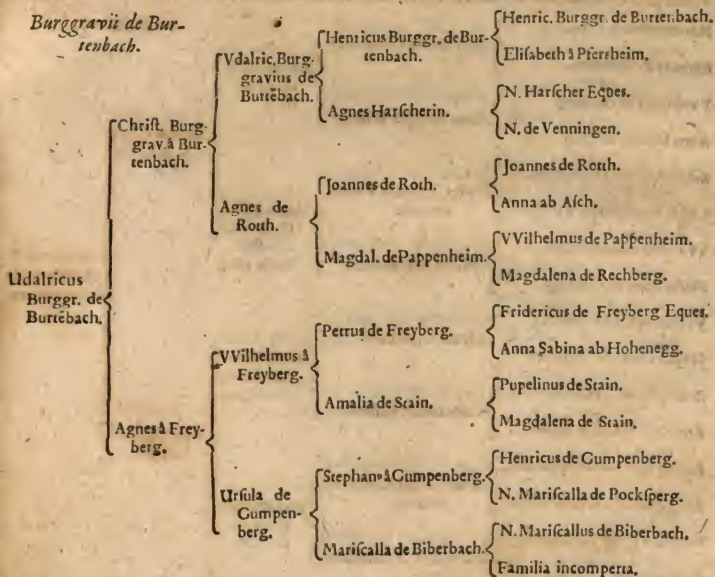 Burggravii de Bur-
tenbach.
Henric. Burggr. de Burtenbach.
Henricus Burggr. de Bur-
tenbach.
Elisabeth à Pferrheim.
Vdalric. Burg-
gravius de
Buttēbach.
N. Harscher Eques.
Agnes Harscherin.
N. de Venningen.
Christ. Burg-
grav. à Bur-
tenbach.
Joannes de Roth.
Joannes de Roth.
Anna ab Asch.
Agnes de
Roth.
VVilhelmus de Pappenheim.
Magdal. de Pappenheim.
Magdalena de Rechberg.
Udalricus
Burggr. de
Burtēbach.
Fridericus de Freyberg Eques.
Petrus de Freyberg.
Anna Sabina ab Hohenegg.
VVilhelmus à
Freyberg.
Pupelinus de Stain.
Amalia de Stain.
Magdalena de Stain.
Agnes à Frey-
berg.
Henricus de Gumpenberg.
Stephanꝰ à Gumpenberg.
N. Mariscalla de Pocksperg.
Ursula de
Gumpen-
berg.
N. Mariscallus de Biberbach.
Mariscalla de Biberbach.
Familia incomperta.